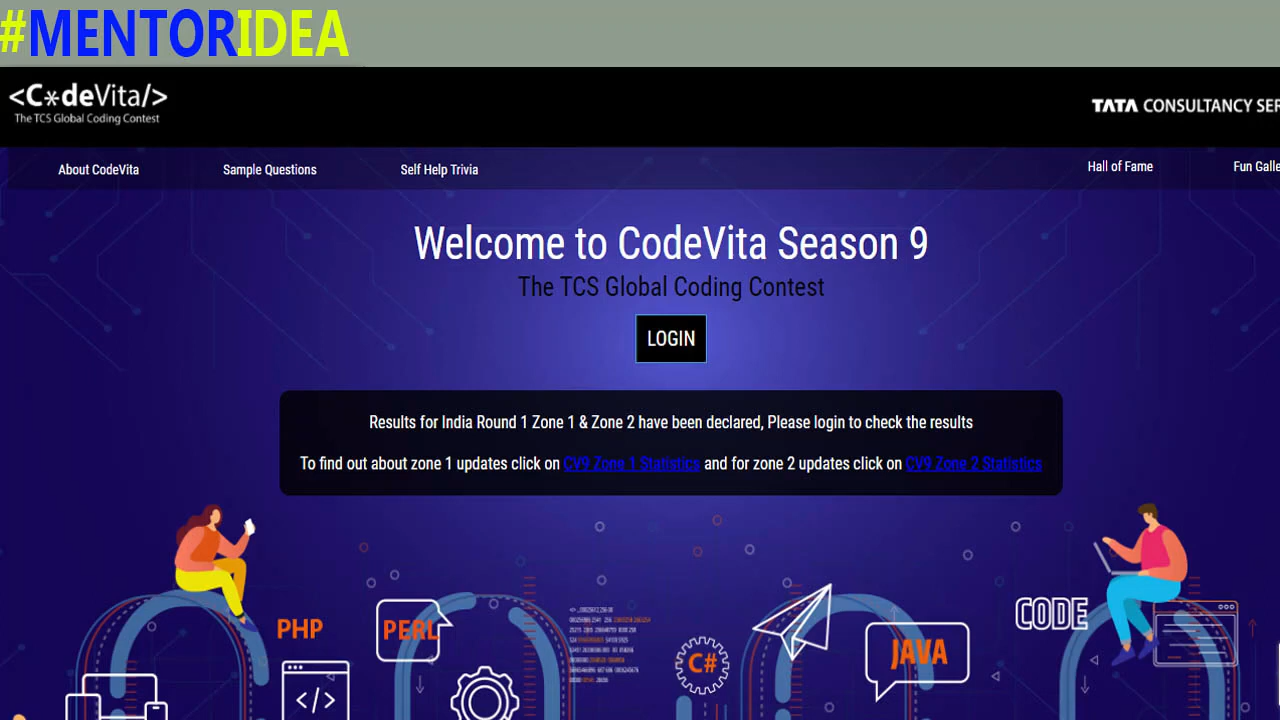 #MENTORIDEA
<C*deVita/>
The TCS Global Coding Contest
TATA CONSULTANCY SER
About CodeVita
Sample Questions
Self Help Trivia
Hall of Fame
Fun Galle
Welcome to CodeVita Season 9
The TCS Global Coding Contest
LOGIN
Results for India Round 1 Zone 1 & Zone 2 have been declared, Please login to check the results
To find out about zone 1 updates click on CV9 Zone 1 Statistics and for zone 2 updates click on CV9 Zone 2 Statistics
PHP
PERL
C#
JAVA
CODE
</>